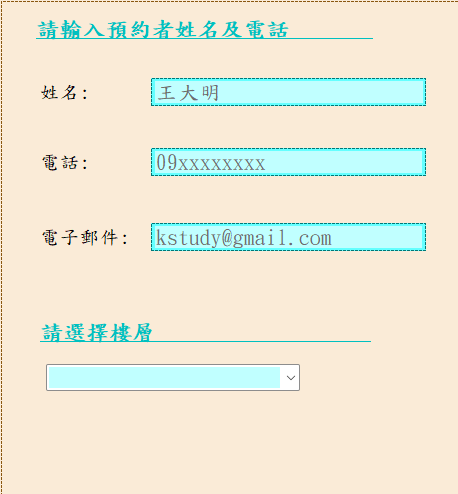 請輸入預約者姓名及電話
姓名: 王大明
電話: 09xxxxxxxx
電子郵件: kstudy@gmail.com
請選擇樓層